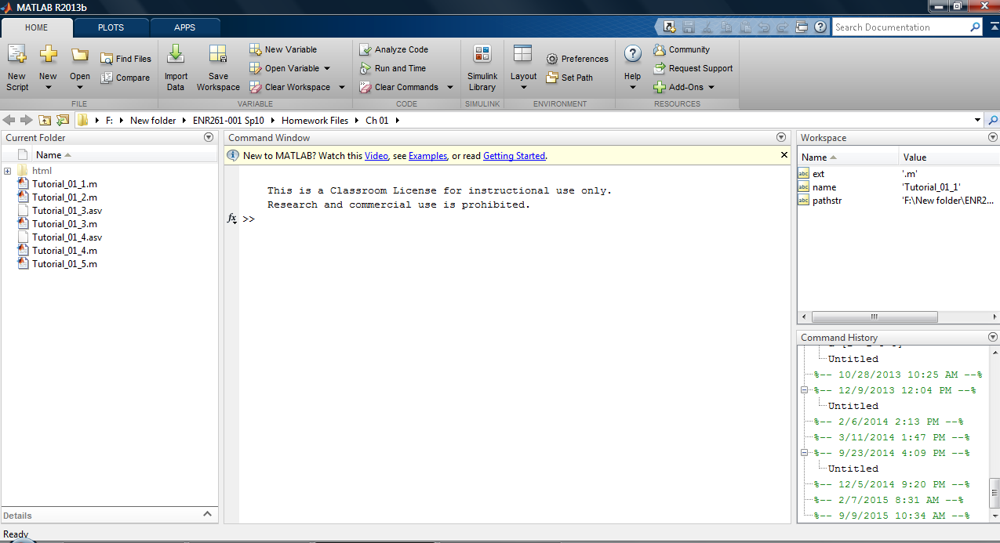 MATLAB R2013b
HOME PLOTS APPS
Search Documentation
New Script
New
Open
Find Files
Compare
FILE
Import Data
Save Workspace
New Variable
Open Variable
Clear Workspace
VARIABLE
Analyze Code
Run and Time
Clear Commands
CODE
Simulink Library
SIMULINK
Layout
Preferences
Set Path
ENVIRONMENT
Help
Community
Request Support
Add-Ons
RESOURCES
F: New folder ENR261-001 Sp10 Homework Files Ch 01
Current Folder
Name
html
Tutorial_01_1.m
Tutorial_01_2.m
Tutorial_01_3.asv
Tutorial_01_3.m
Tutorial_01_4.asv
Tutorial_01_4.m
Tutorial_01_5.m
Details
Command Window
New to MATLAB? Watch this Video, see Examples, or read Getting Started.
This is a Classroom License for instructional use only.
Research and commercial use is prohibited.
fx >>
Workspace
Name Value
abc ext '.m'
abc name 'Tutorial_01_1'
abc pathstr 'F:\New folder\ENR2...
Command History
Untitled
%-- 10/28/2013 10:25 AM --%
%-- 12/9/2013 12:04 PM --%
Untitled
%-- 2/6/2014 2:13 PM --%
%-- 3/11/2014 1:47 PM --%
%-- 9/23/2014 4:09 PM --%
Untitled
%-- 12/5/2014 9:20 PM --%
%-- 2/7/2015 8:31 AM --%
%-- 9/9/2015 10:34 AM --%
Ready